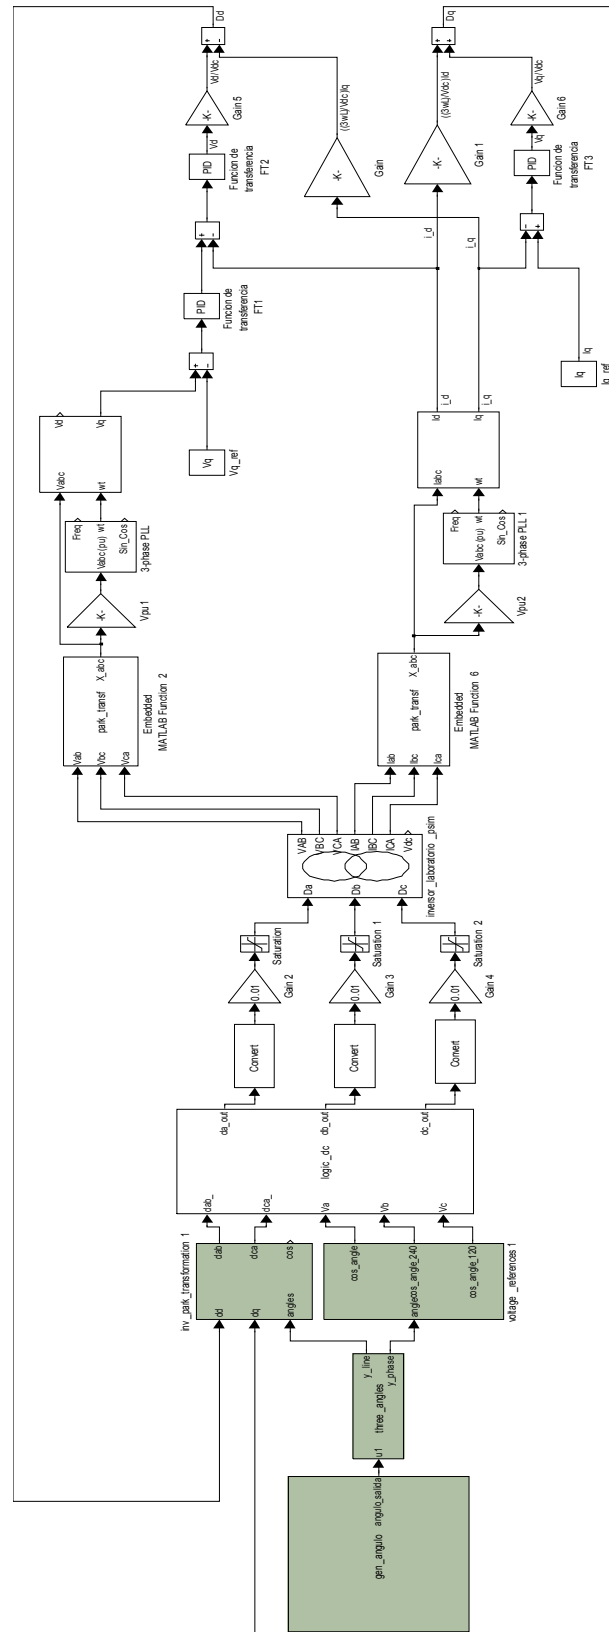 gen_angulo angulo_salida
u1
three_angles
y_line
y_phase
inv_park_transformation 1
dd
dq
angles
dab
dca
cos
voltage_references 1
angle
cos_angle
cos_angle_240
cos_angle_120
dab_
dca_
Va
Vb
Vc
logic_dc
da_out
db_out
dc_out
Convert
Convert
Convert
0.01
Gain 2
0.01
Gain 3
0.01
Gain 4
Saturation
Saturation 1
Saturation 2
Da
Db
Dc
VAB
VBC
VCA
IAB
IBC
ICA
Vdc
inversor_laboratorio_psim
Vab
Vbc
Vca
park_transf
X_abc
Embedded
MATLAB Function 2
Iab
Ibc
Ica
park_transf
X_abc
Embedded
MATLAB Function 6
-K-
Vpu1
-K-
Vpu2
Vabc(pu)
Freq
wt
Sin_Cos
3-phase PLL
Vabc(pu)
Freq
wt
Sin_Cos
3-phase PLL 1
Vabc
wt
Vd
Vq
Iabc
wt
Id
Iq
i_d
i_q
Vq
Vq_ref
Iq
Iq_ref
Iq
PID
Funcion de
transferencia
FT1
i_d
i_q
PID
Funcion de
transferencia
FT2
Vd
-K-
Gain 5
Vd/Vdc
-K-
Gain
((3wL)/Vdc)Iq
-K-
Gain 1
((3wL)/Vdc)Id
PID
Funcion de
transferencia
FT3
Vq
-K-
Gain 6
Vq/Vdc
Dd
Dq